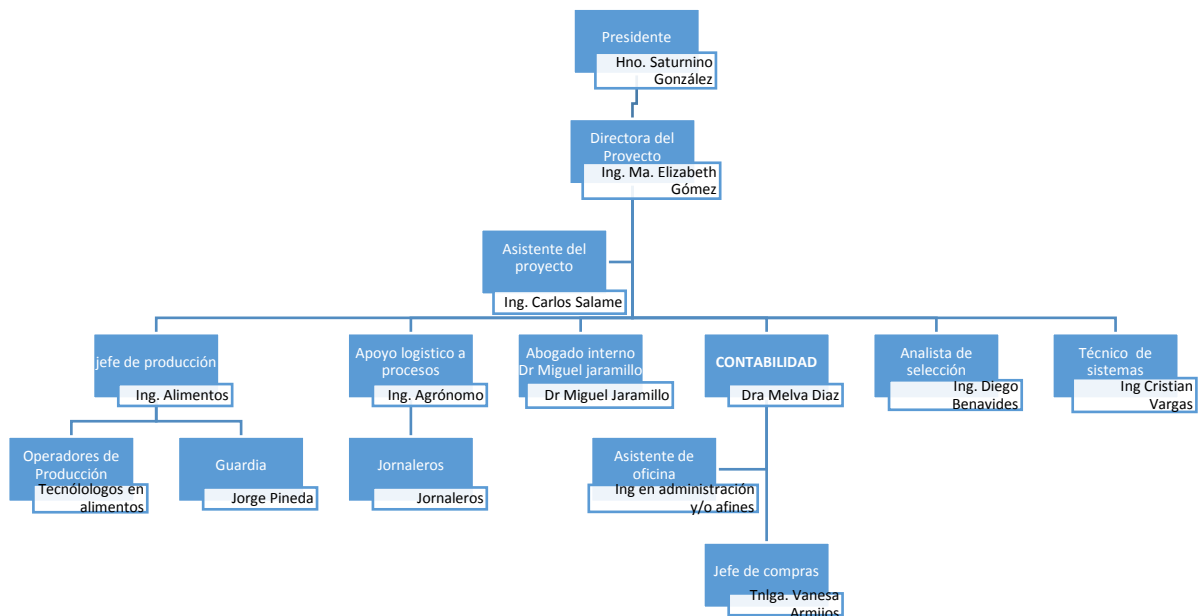 Presidente
Hno. Saturnino
González
Directora del
Proyecto
Ing. Ma. Elizabeth
Gómez
Asistente del
proyecto
Ing. Carlos Salame
jefe de producción
Ing. Alimentos
Apoyo logistico a
procesos
Ing. Agrónomo
Abogado interno
Dr Miguel jaramillo
Dr Miguel Jaramillo
CONTABILIDAD
Dra Melva Diaz
Analista de
selección
Ing. Diego
Benavides
Técnico de
sistemas
Ing Cristian
Vargas
Operadores de
Producción
Tecnólologos en
alimentos
Guardia
Jorge Pineda
Jornaleros
Jornaleros
Asistente de
oficina
Ing en administración
y/o afines
Jefe de compras
Tnlga. Vanesa
Armijos